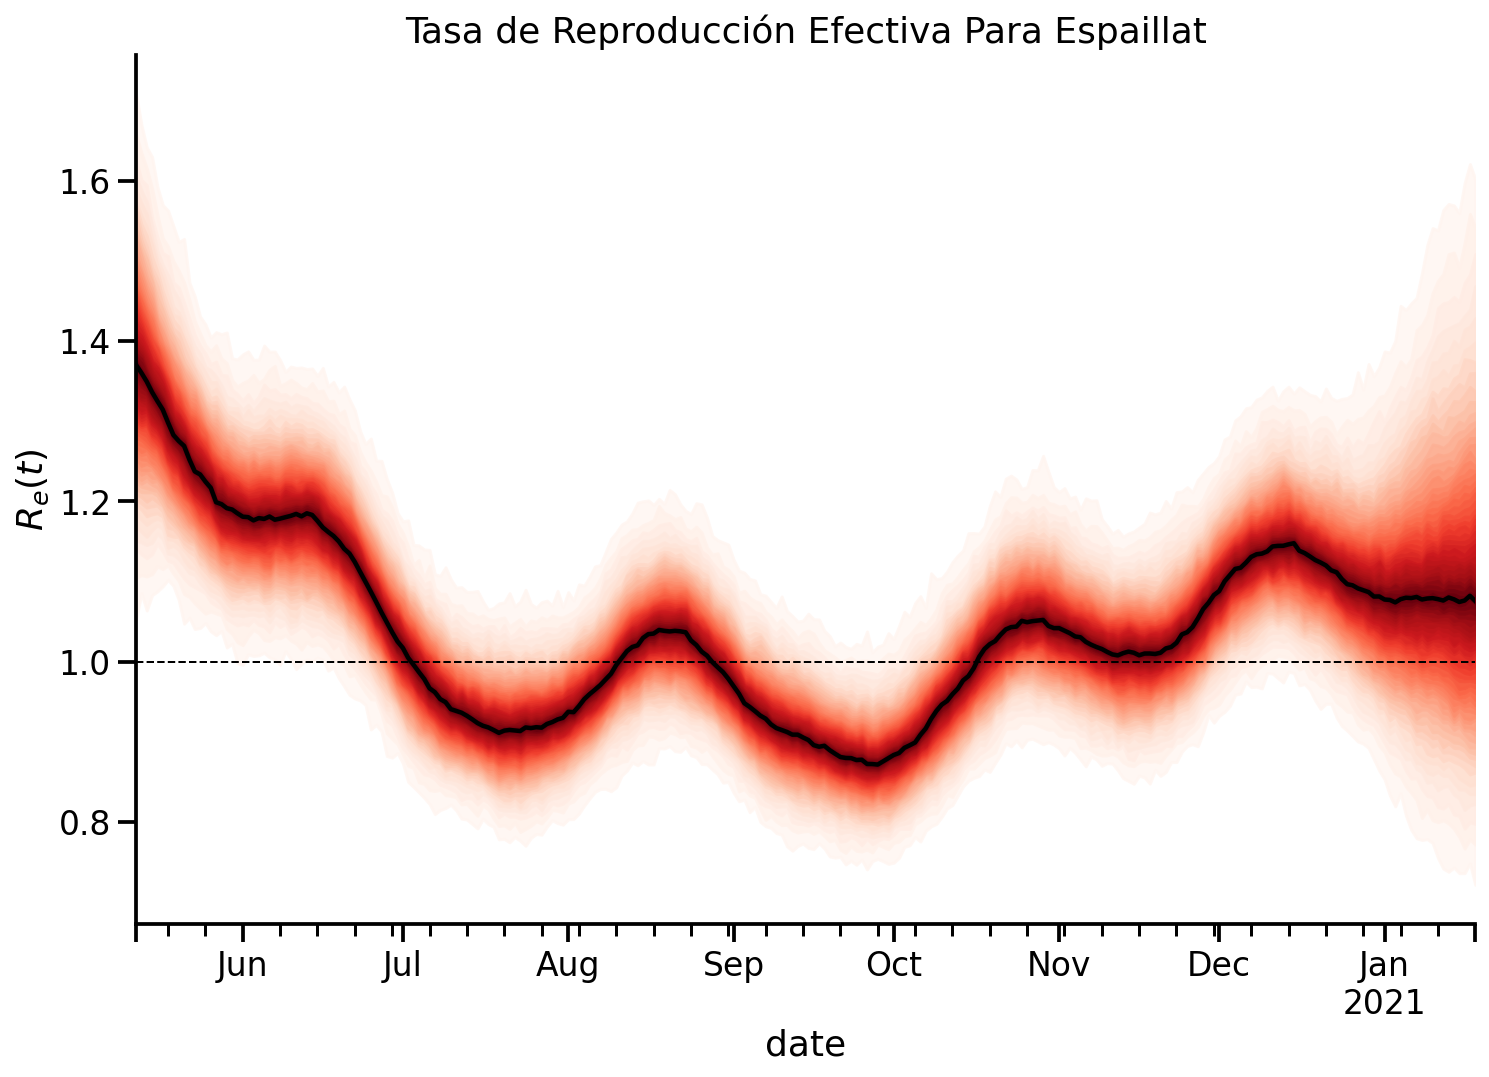 Tasa de Reproducción Efectiva Para Espaillat
1.6
1.4
1.2
1.0
0.8
Re(t)
Jun Jul Aug Sep Oct Nov Dec Jan
2021
date